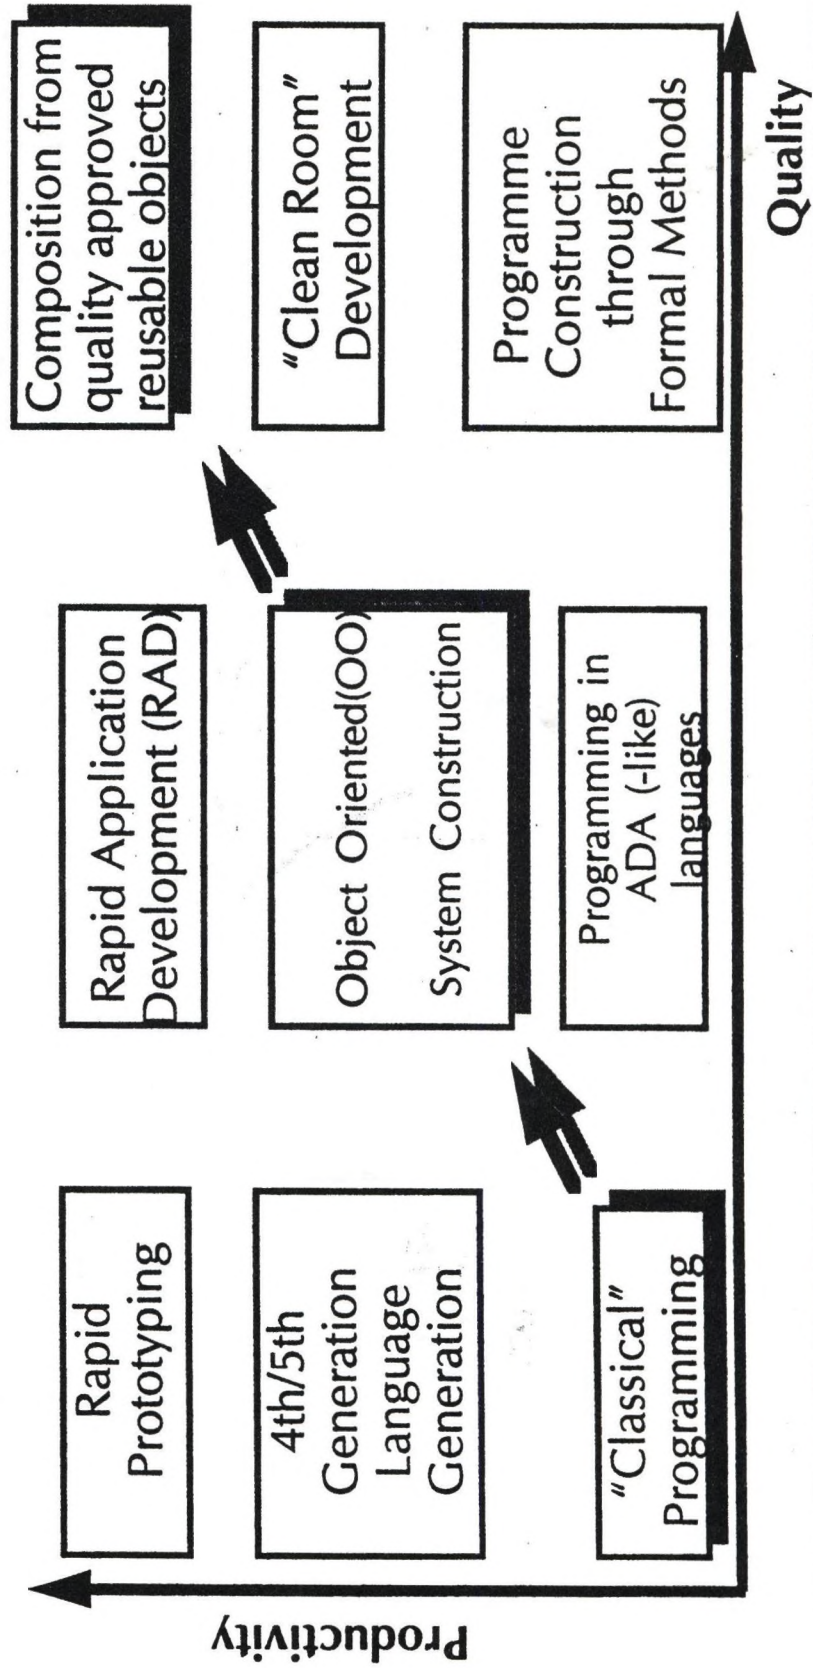 Productivity
Rapid
Prototyping
Rapid Application
Development (RAD)
Composition from
quality approved
reusable objects
4th/5th
Generation
Language
Generation
Object Oriented(OO)
System Construction
"Clean Room"
Development
"Classical"
Programming
Programming in
ADA (-like)
languages
Programme
Construction
through
Formal Methods
Quality